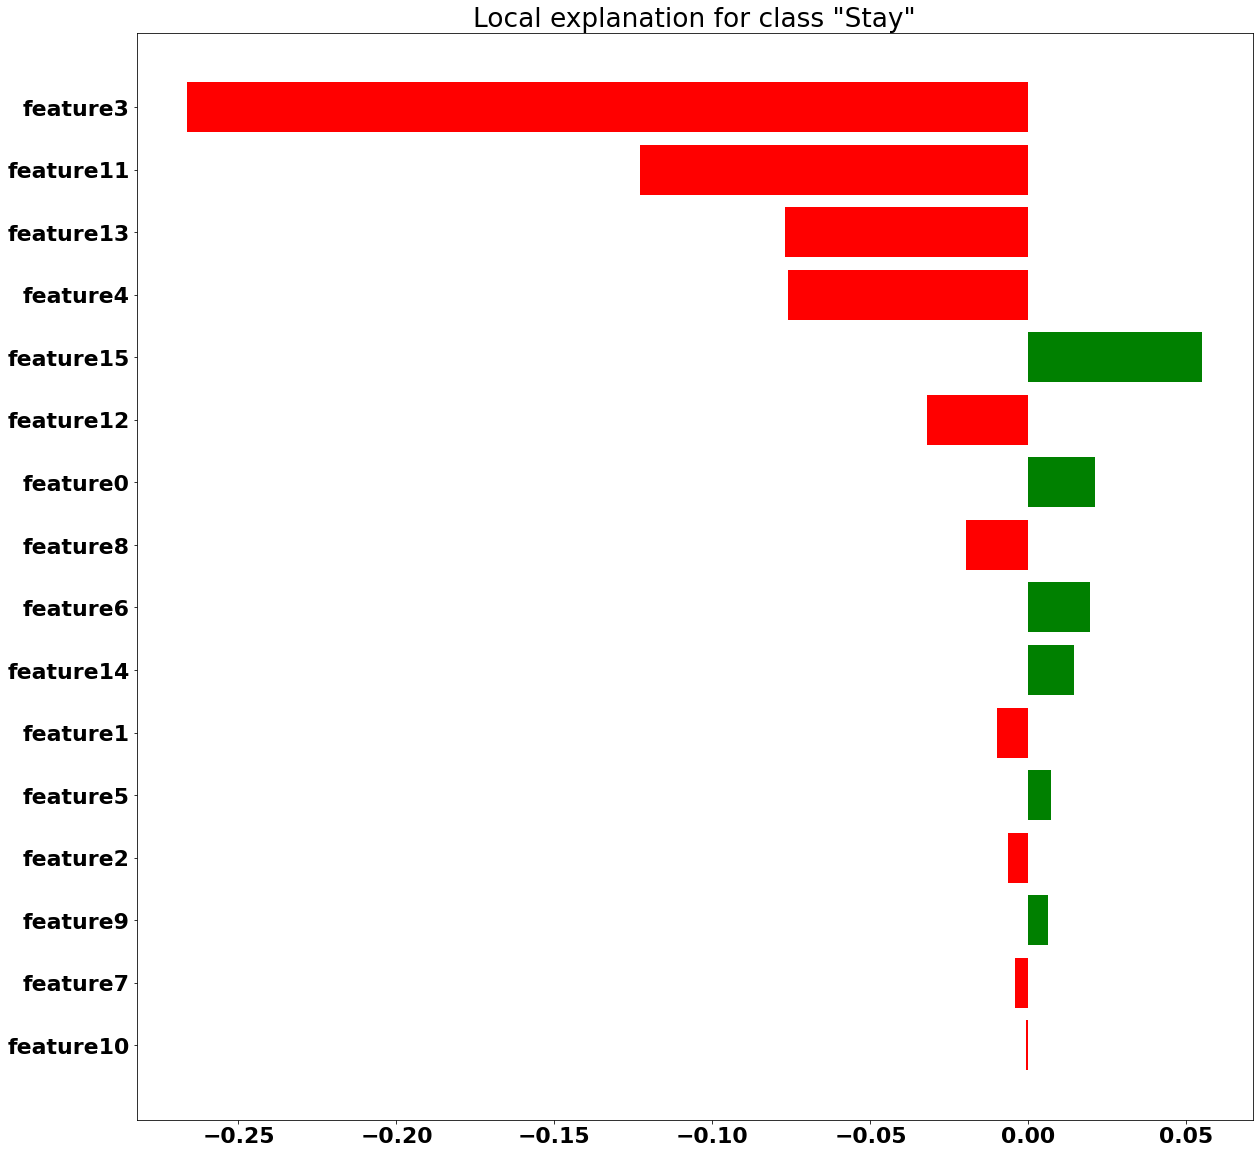 Local explanation for class "Stay"
feature3
feature11
feature13
feature4
feature15
feature12
feature0
feature8
feature6
feature14
feature1
feature5
feature2
feature9
feature7
feature10
−0.25 −0.20 −0.15 −0.10 −0.05 0.00 0.05